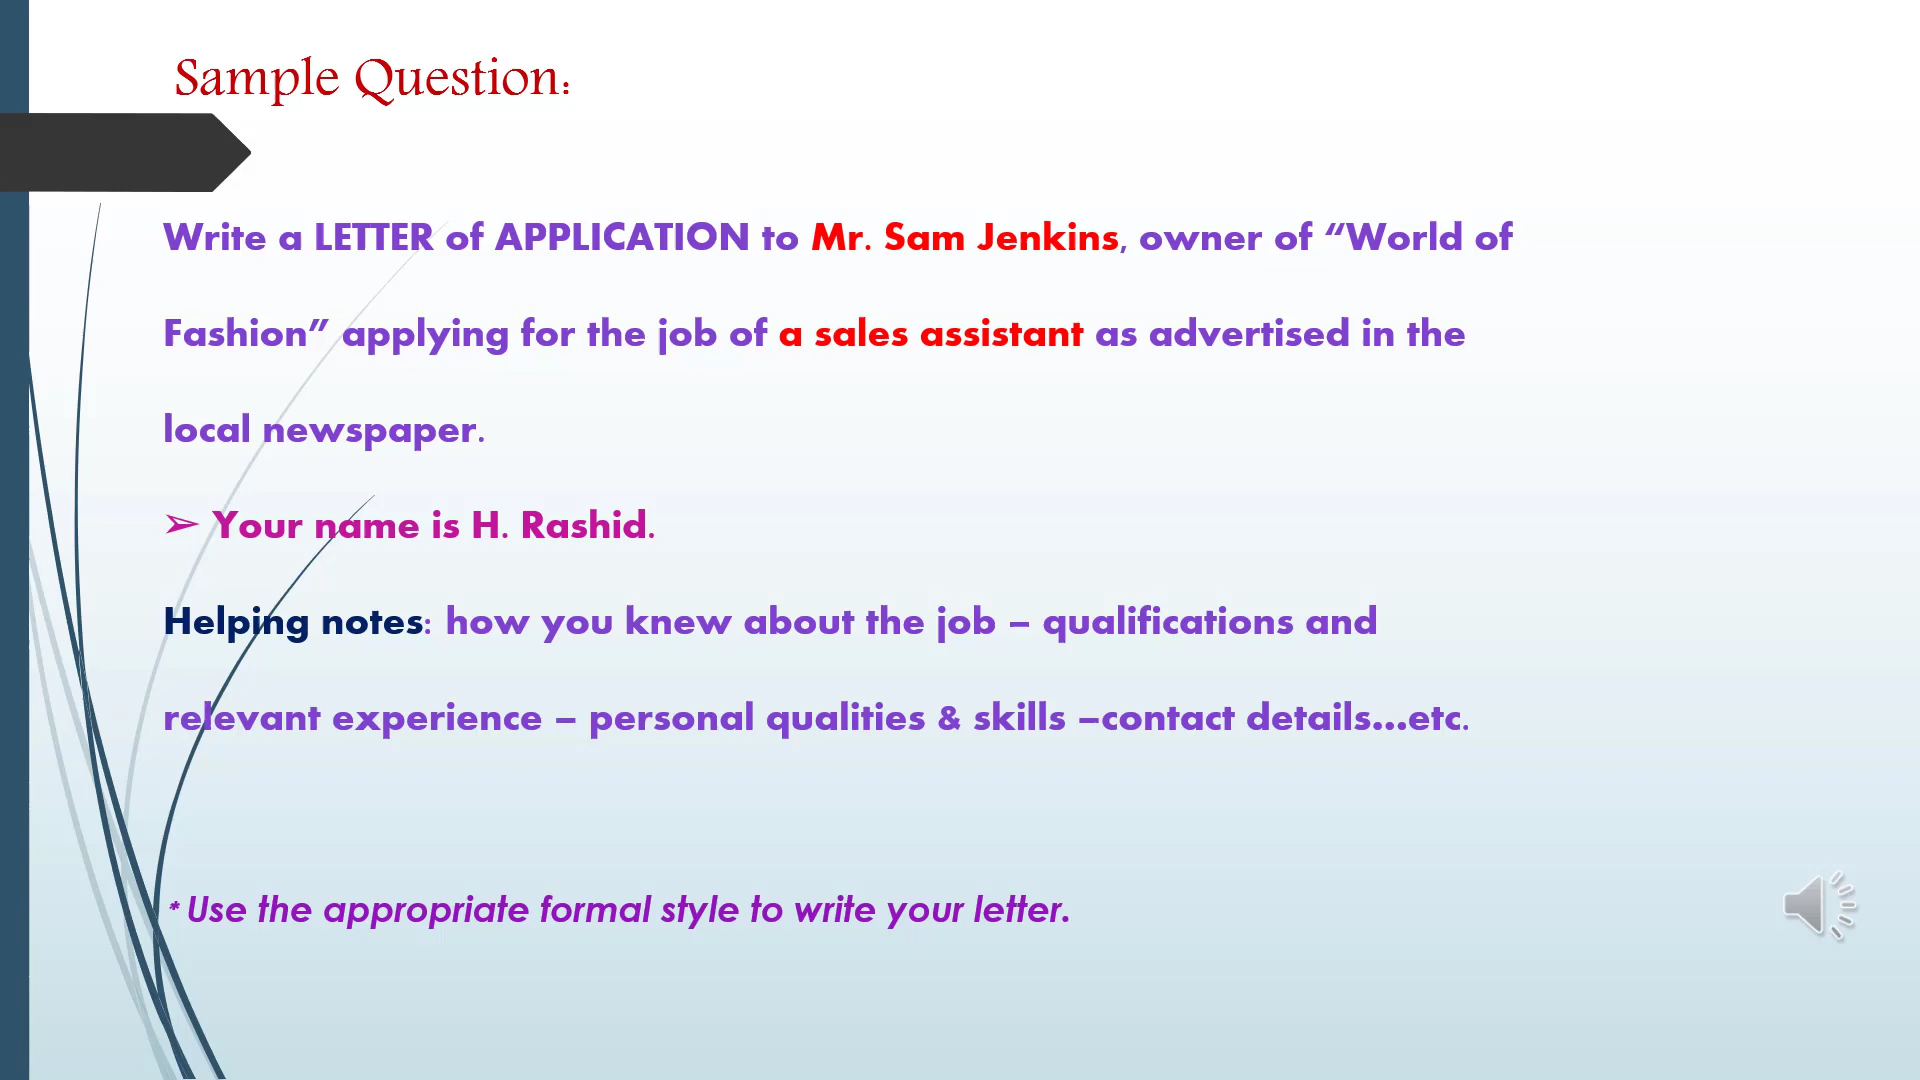 Sample Question:
Write a LETTER of APPLICATION to Mr. Sam Jenkins, owner of “World of
Fashion” applying for the job of a sales assistant as advertised in the
local newspaper.
➢ Your name is H. Rashid.
Helping notes: how you knew about the job – qualifications and
relevant experience – personal qualities & skills –contact details…etc.
* Use the appropriate formal style to write your letter.